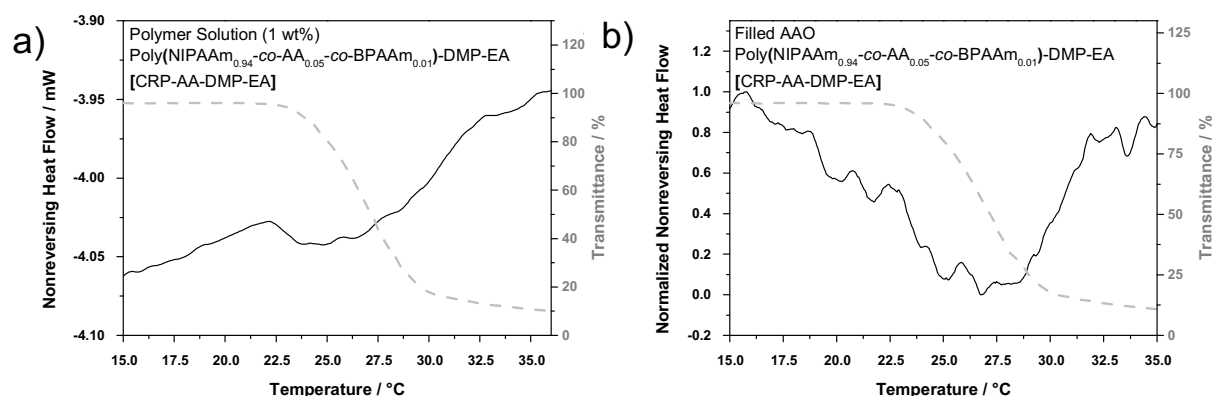 a)
Polymer Solution (1 wt%)
Poly(NIPAAm0.94-co-AA0.05-co-BPAAm0.01)-DMP-EA
[CRP-AA-DMP-EA]
Nonreversing Heat Flow / mW
-3.90
-3.95
-4.00
-4.05
-4.10
15.0 17.5 20.0 22.5 25.0 27.5 30.0 32.5 35.0
Temperature / °C
120
100
80
60
40
20
0
Transmittance / %
b)
Filled AAO
Poly(NIPAAm0.94-co-AA0.05-co-BPAAm0.01)-DMP-EA
[CRP-AA-DMP-EA]
Normalized Nonreversing Heat Flow
1.2
1.0
0.8
0.6
0.4
0.2
0.0
-0.2
15.0 17.5 20.0 22.5 25.0 27.5 30.0 32.5 35.0
Temperature / °C
125
100
75
50
25
0
Transmittance / %